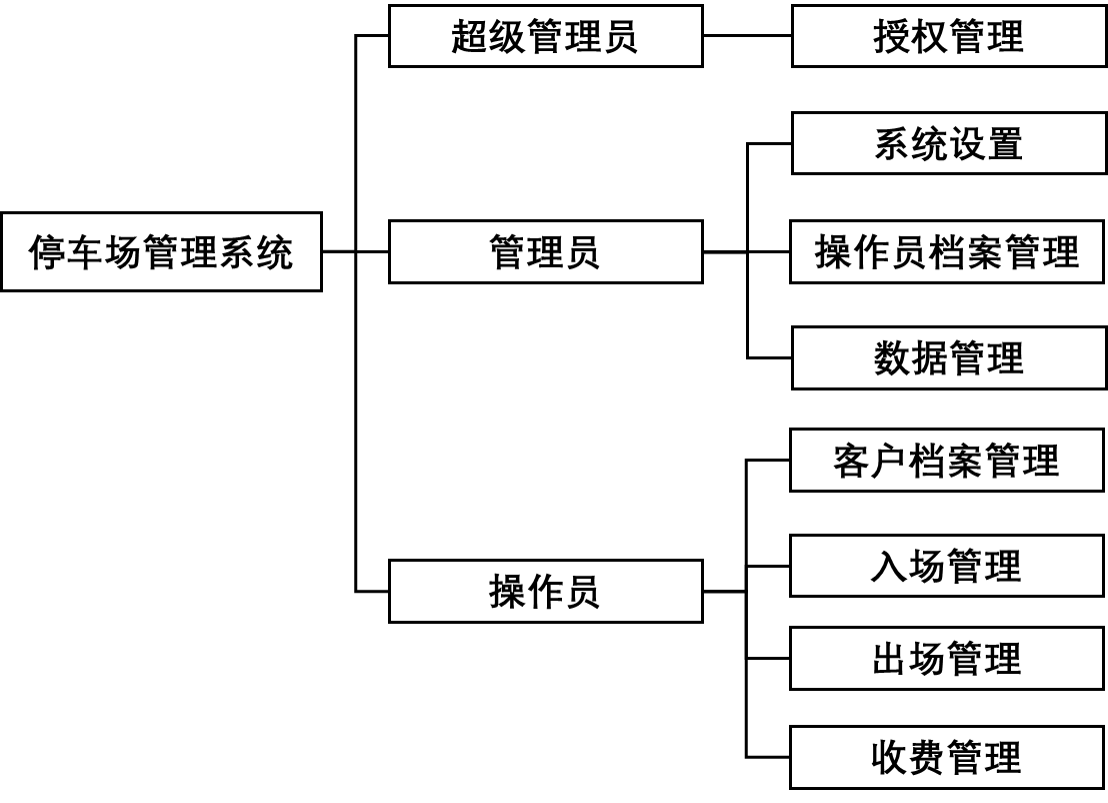 停车场管理系统
超级管理员
授权管理
管理员
系统设置
操作员档案管理
数据管理
操作员
客户档案管理
入场管理
出场管理
收费管理